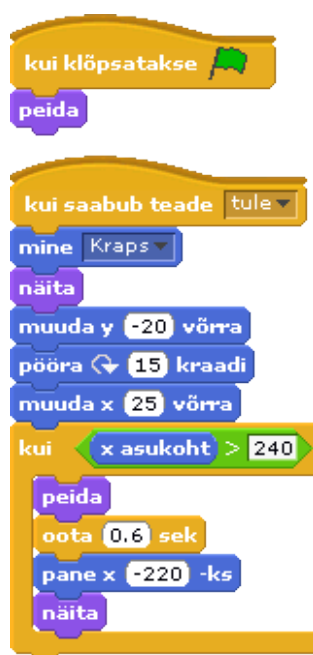 kui klõpsatakse
peida
kui saabub teade tule
mine Kraps
näita
muuda y -20 võrra
pööra 15 kraadi
muuda x 25 võrra
kui x asukoht > 240
peida
oota 0.6 sek
pane x -220 -ks
näita